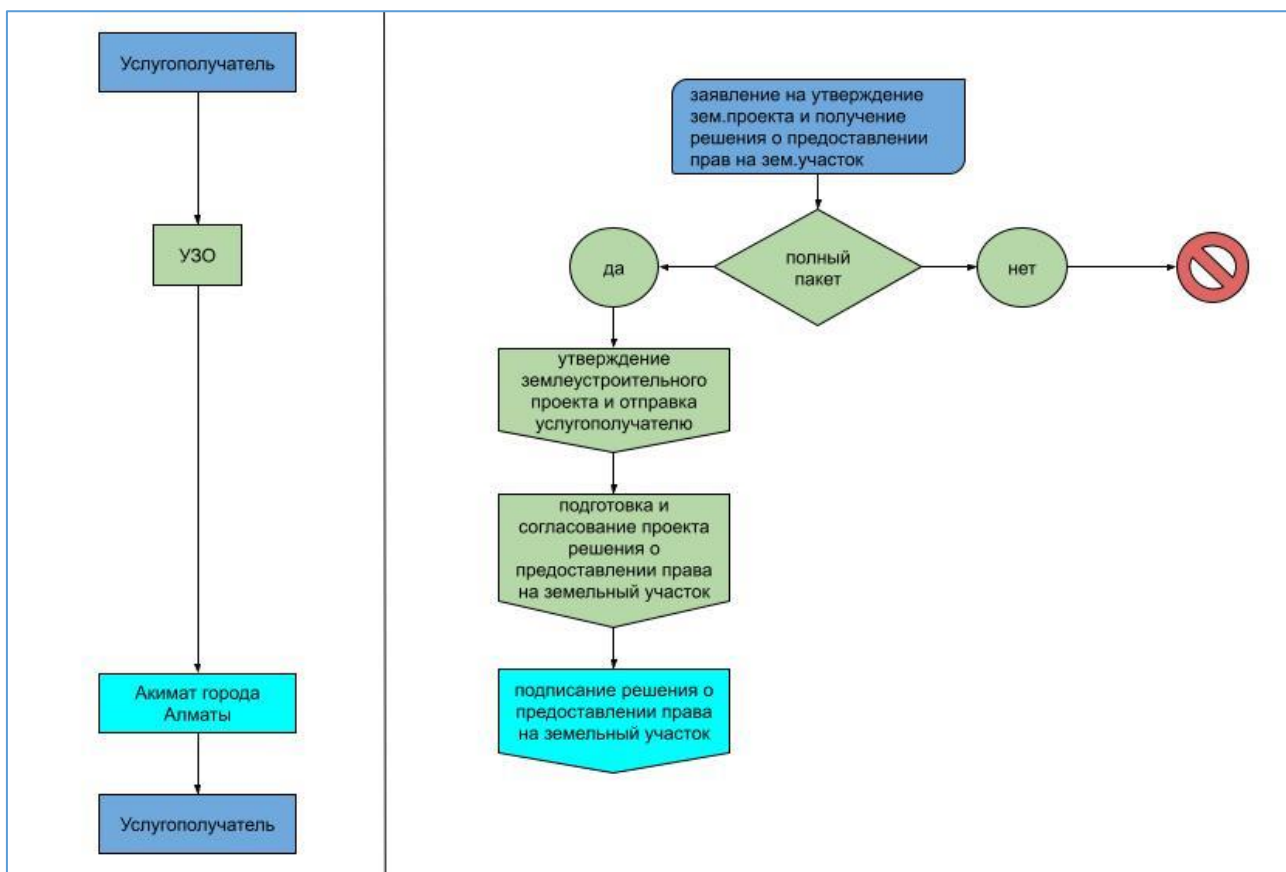 Услугополучатель
УЗО
Акимат города
Алматы
Услугополучатель
заявление на утверждение
зем.проекта и получение
решения о предоставлении
прав на зем.участок
да
полный
пакет
нет
утверждение
землеустроительного
проекта и отправка
услугополучателю
подготовка и
согласование проекта
решения о
предоставлении права
на земельный участок
подписание решения о
предоставлении права
на земельный участок